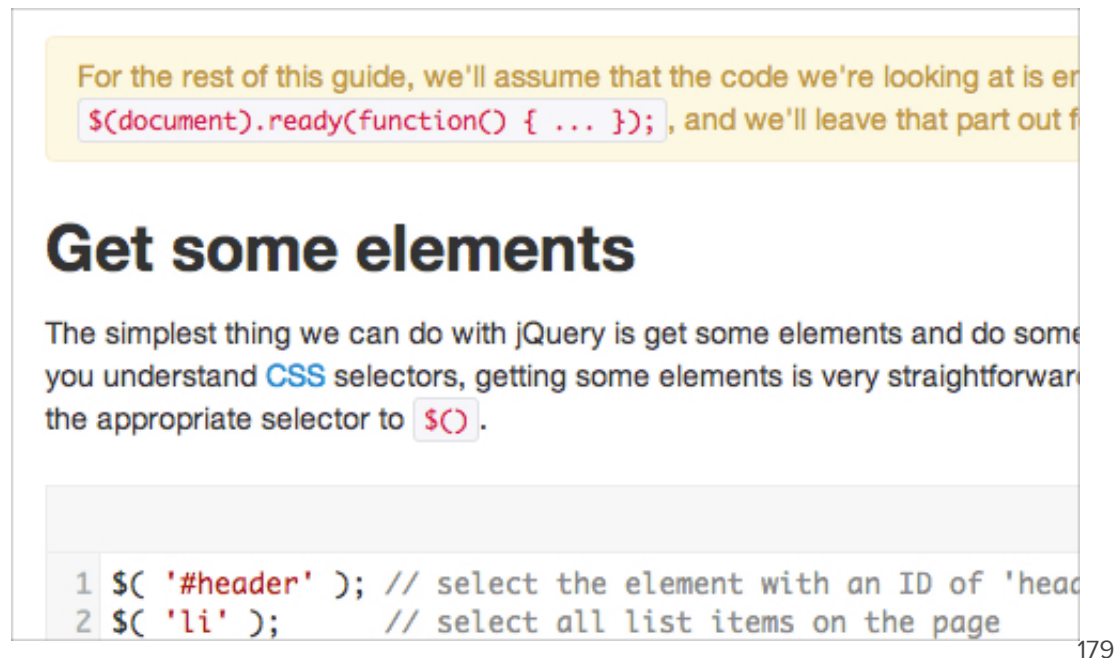 For the rest of this guide, we'll assume that the code we're looking at is
$(document).ready(function() { ... }); , and we'll leave that part out
Get some elements
The simplest thing we can do with jQuery is get some elements and do some
you understand CSS selectors, getting some elements is very
the appropriate selector to $() .
1 $( '#header' ); // select the element with an ID of
2 $( 'li' ); // select all list items on the page
179